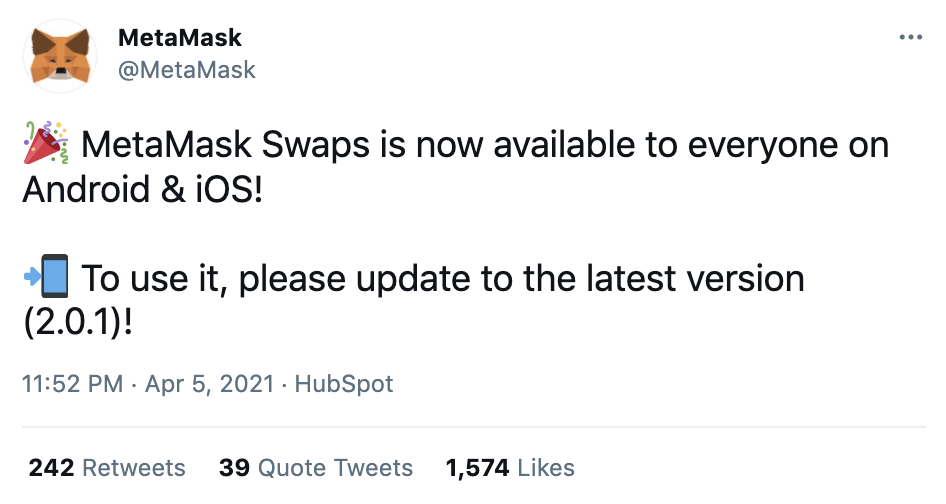 MetaMask
@MetaMask
🎉 MetaMask Swaps is now available to everyone on
Android & iOS!
📲 To use it, please update to the latest version
(2.0.1)!
11:52 PM · Apr 5, 2021 · HubSpot
242 Retweets 39 Quote Tweets 1,574 Likes